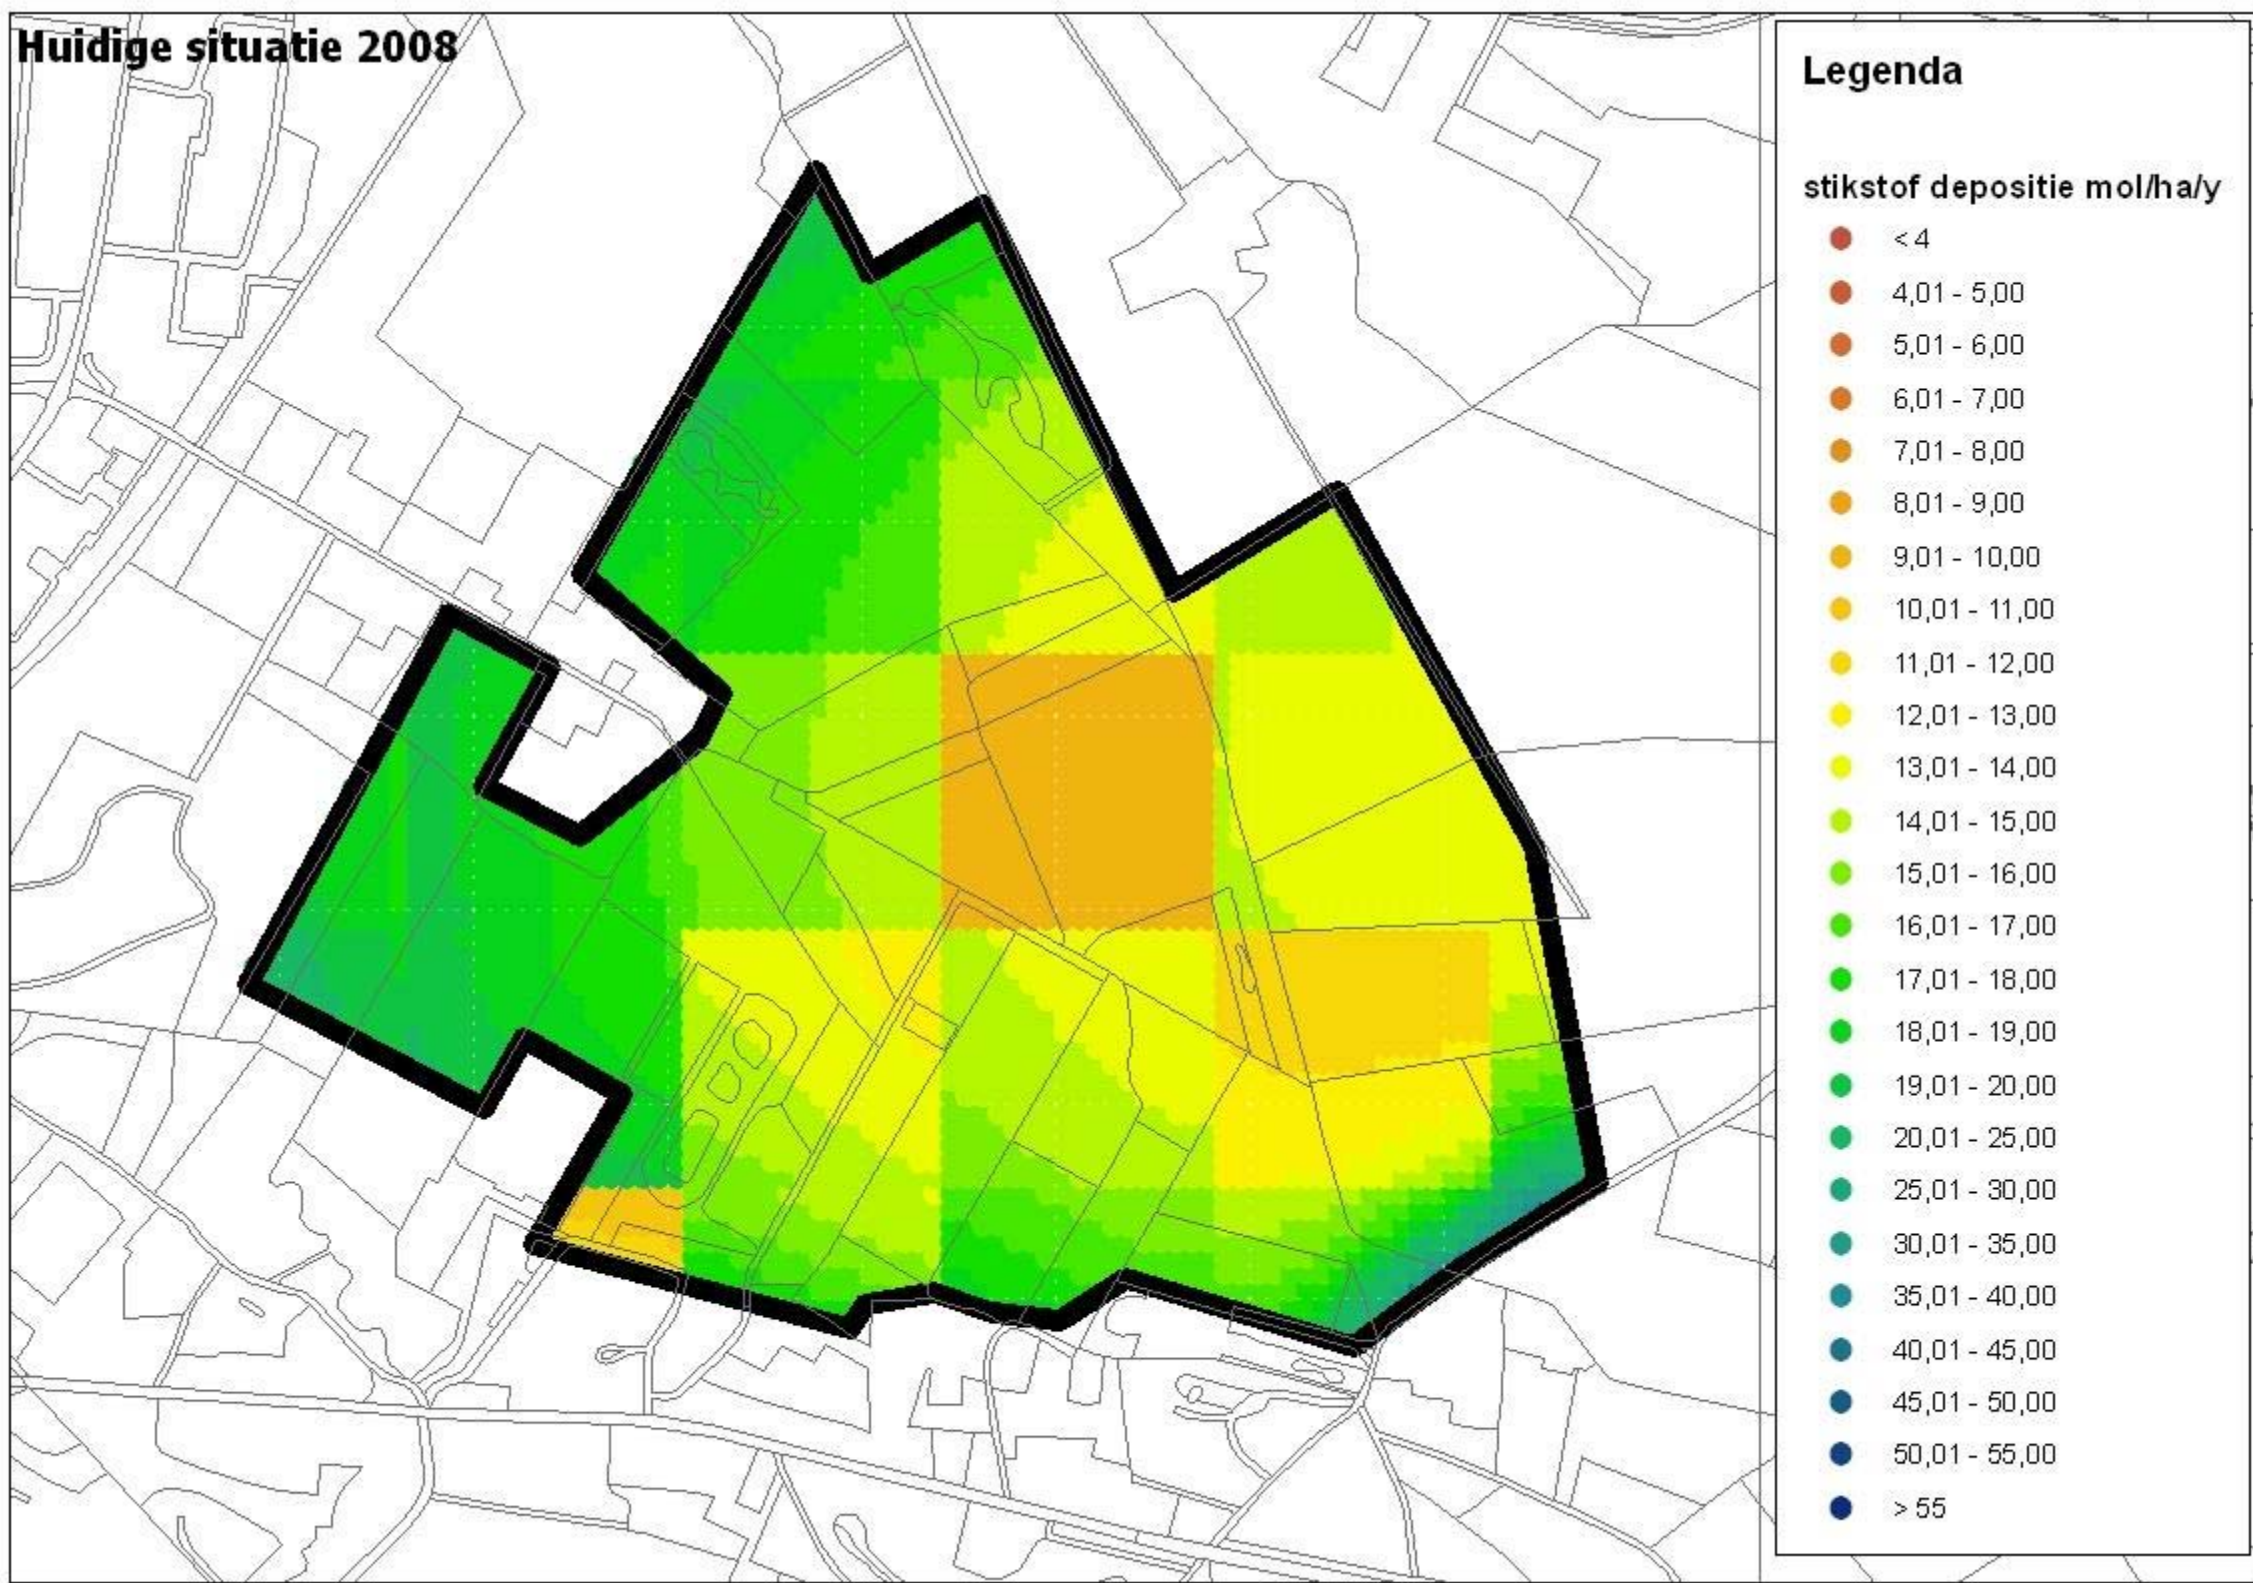 Huidige situatie 2008
Legenda
stikstof depositie mol/ha/y
< 4
4,01 - 5,00
5,01 - 6,00
6,01 - 7,00
7,01 - 8,00
8,01 - 9,00
9,01 - 10,00
10,01 - 11,00
11,01 - 12,00
12,01 - 13,00
13,01 - 14,00
14,01 - 15,00
15,01 - 16,00
16,01 - 17,00
17,01 - 18,00
18,01 - 19,00
19,01 - 20,00
20,01 - 25,00
25,01 - 30,00
30,01 - 35,00
35,01 - 40,00
40,01 - 45,00
45,01 - 50,00
50,01 - 55,00
> 55